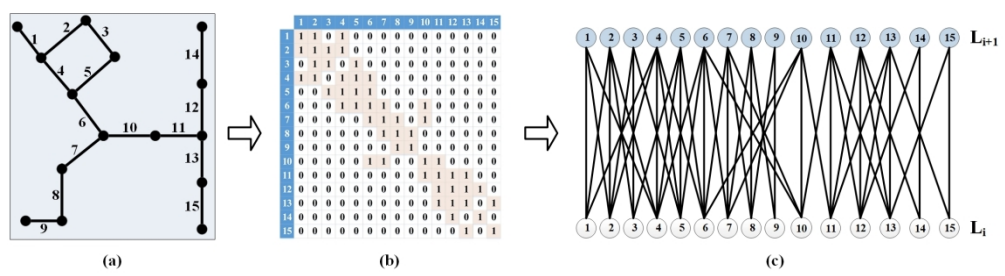 1
2
3
4
5
6
7
8
9
10
11
14
12
13
15
(a)
1 2 3 4 5 6 7 8 9 10 11 12 13 14 15
1 1 1 0 1 0 0 0 0 0 0 0 0 0 0 0
2 1 1 1 1 0 0 0 0 0 0 0 0 0 0 0
3 0 1 1 0 1 0 0 0 0 0 0 0 0 0 0
4 1 1 0 1 1 1 0 0 0 0 0 0 0 0 0
5 0 0 1 1 1 1 0 0 0 0 0 0 0 0 0
6 0 0 0 1 1 1 1 0 0 1 0 0 0 0 0
7 0 0 0 0 0 1 1 1 0 1 0 0 0 0 0
8 0 0 0 0 0 0 1 1 1 0 0 0 0 0 0
9 0 0 0 0 0 0 0 1 1 0 0 0 0 0 0
10 0 0 0 0 0 1 1 0 0 1 1 0 0 0 0
11 0 0 0 0 0 0 0 0 0 1 1 1 1 0 0
12 0 0 0 0 0 0 0 0 0 0 1 1 1 1 0
13 0 0 0 0 0 0 0 0 0 0 1 1 1 0 1
14 0 0 0 0 0 0 0 0 0 0 0 1 0 1 0
15 0 0 0 0 0 0 0 0 0 0 0 0 1 0 1
(b)
1 2 3 4 5 6 7 8 9 10 11 12 13 14 15 Li+1
1 2 3 4 5 6 7 8 9 10 11 12 13 14 15 Li
(c)